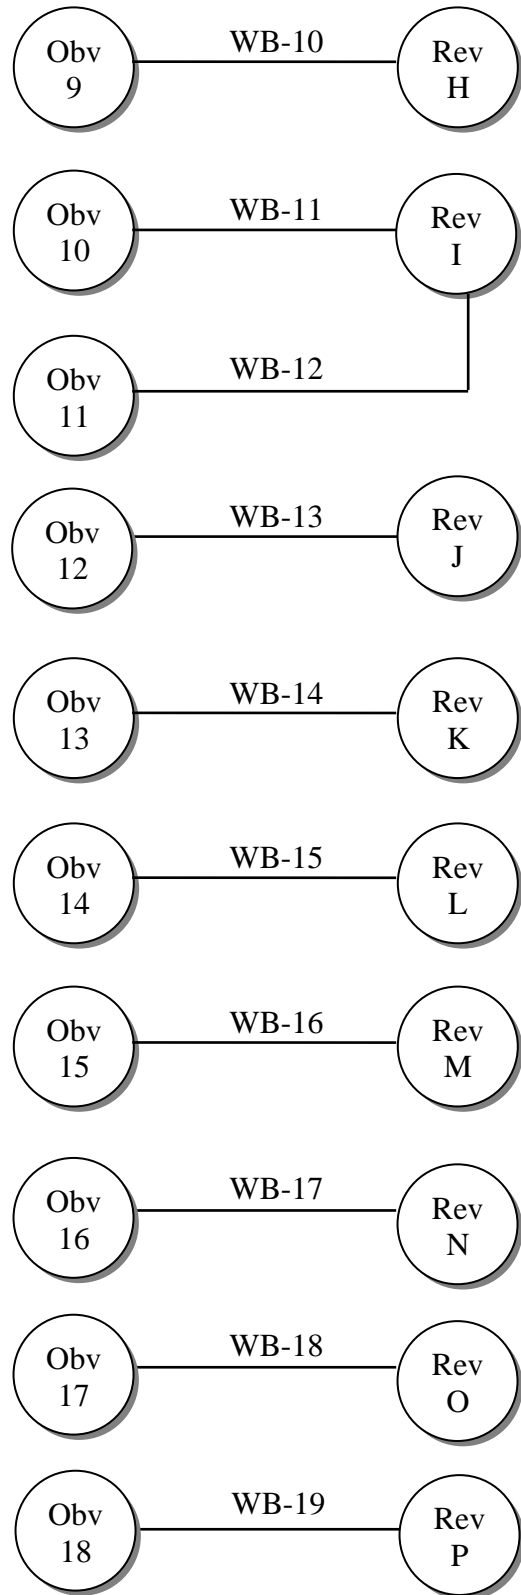 Obv
9
WB-10
Rev
H
Obv
10
WB-11
Rev
I
Obv
11
WB-12
Obv
12
WB-13
Rev
J
Obv
13
WB-14
Rev
K
Obv
14
WB-15
Rev
L
Obv
15
WB-16
Rev
M
Obv
16
WB-17
Rev
N
Obv
17
WB-18
Rev
O
Obv
18
WB-19
Rev
P